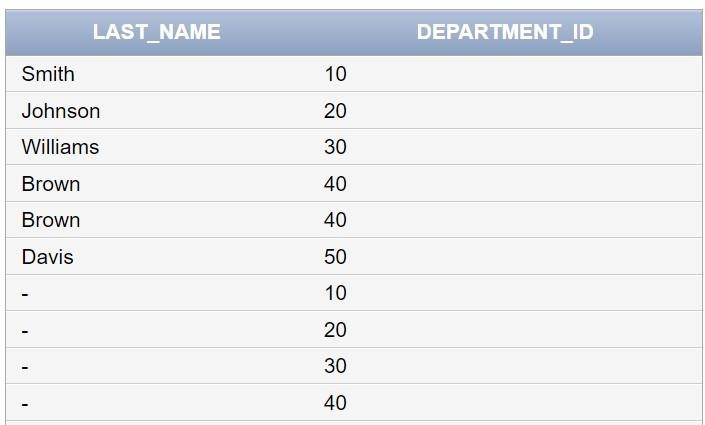 LAST_NAME DEPARTMENT_ID
Smith 10
Johnson 20
Williams 30
Brown 40
Brown 40
Davis 50
- 10
- 20
- 30
- 40